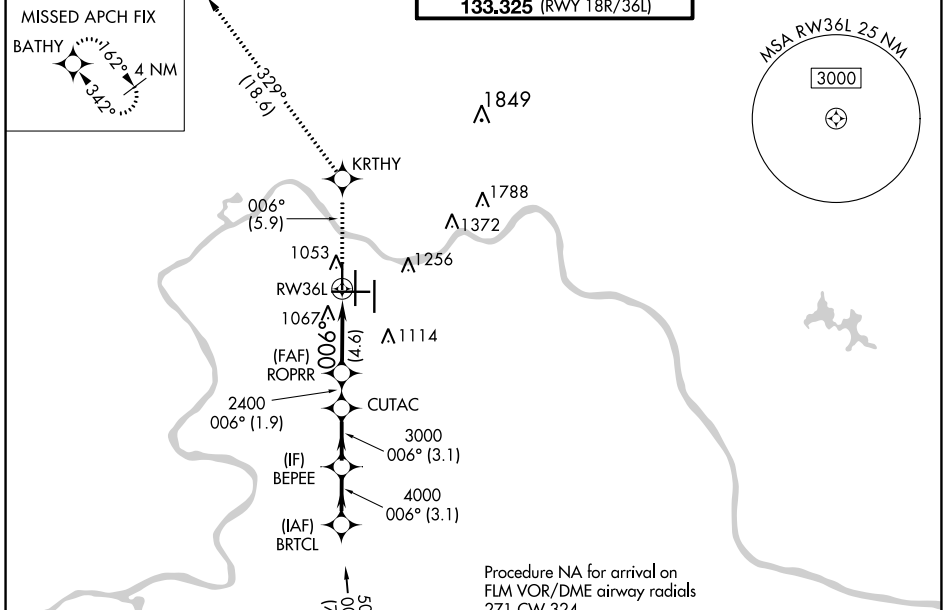 133.325 (RWY 18R/36L)
MISSED APCH FIX
BATHY
162°
4 NM
342°
329°
(18.6)
MSA RW36L 25 NM
3000
1849
KRTHY
1788
1372
006°
(5.9)
1053
1256
RW36L
1067
1114
006°
(4.6)
(FAF)
ROPRR
2400
006° (1.9)
CUTAC
3000
006° (3.1)
(IF)
BEPEE
4000
006° (3.1)
(IAF)
BRTCL
Procedure NA for arrival on
FLM VOR/DME airway radials
271 CW 324